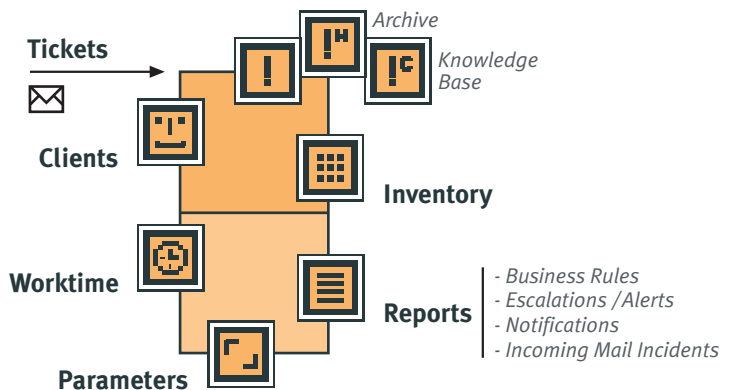 Archive
Tickets
Knowledge
Base
Clients
Inventory
Worktime
Reports
- Business Rules
- Escalations /Alerts
- Notifications
- Incoming Mail Incidents
Parameters
! 
!H
!C